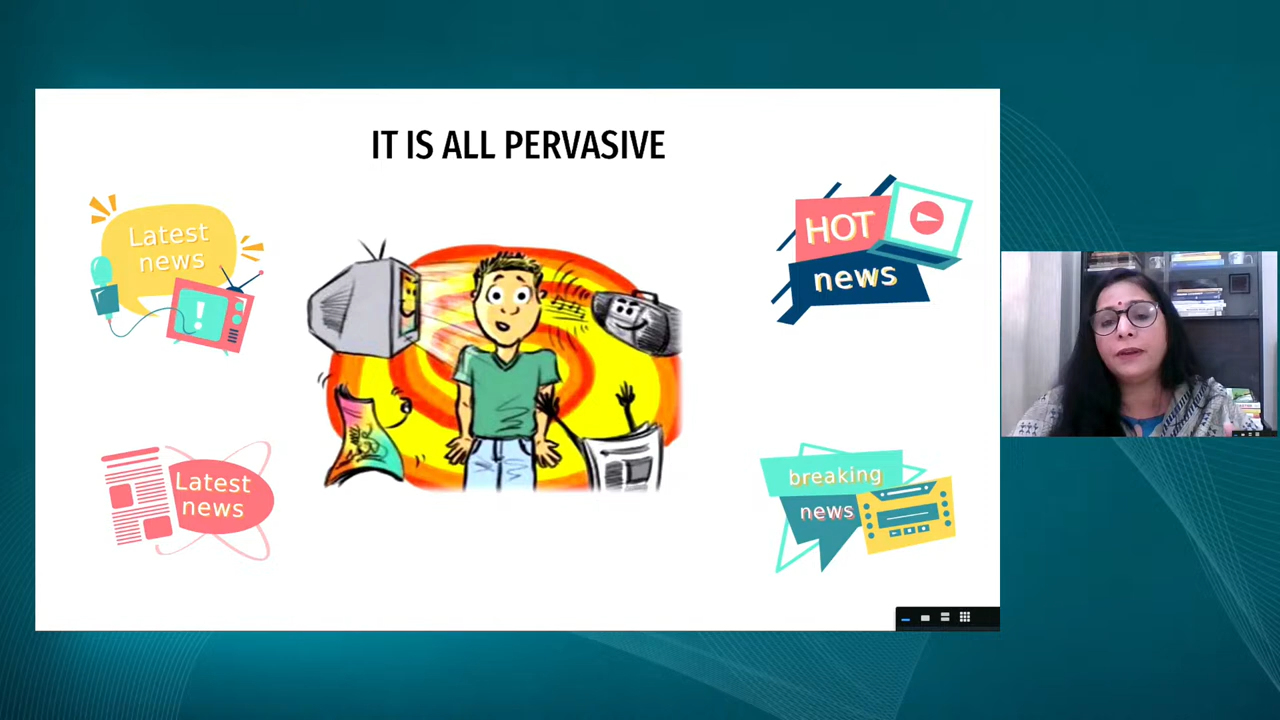 IT IS ALL PERVASIVE
Latest
news
HOT
news
!
Latest
news
breaking
news